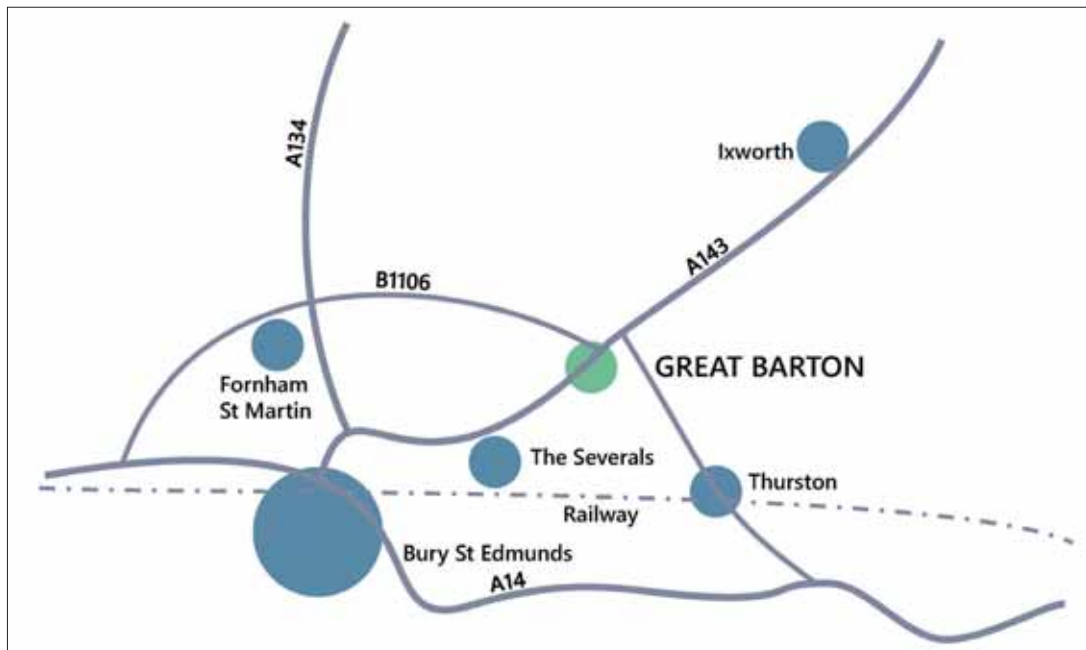 A134
Ixworth
A143
B1106
GREAT BARTON
Fornham
St Martin
The Severals
Thurston
Railway
Bury St Edmunds
A14